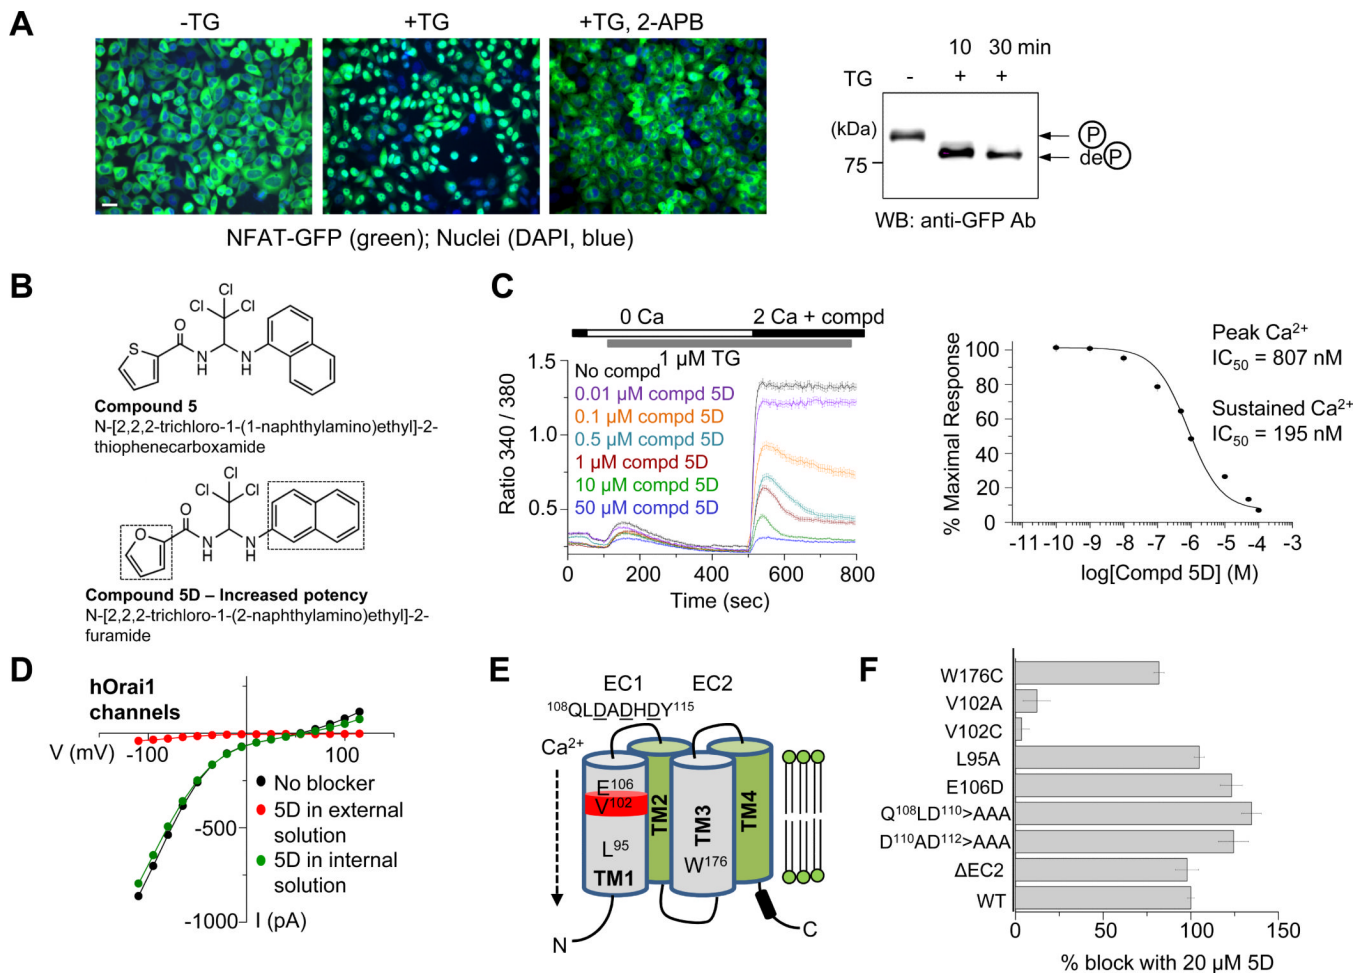 A
-TG
+TG
+TG, 2-APB
NFAT-GFP (green); Nuclei (DAPI, blue)
10 30 min
TG - + +
(kDa)
75
P
deP
WB: anti-GFP Ab
B
Cl
Cl Cl
O
S
N
H
N
H
Compound 5
N-[2,2,2-trichloro-1-(1-naphthylamino)ethyl]-2-
thiophenecarboxamide
Cl
Cl Cl
O
O
N
H
N
H
Compound 5D – Increased potency
N-[2,2,2-trichloro-1-(2-naphthylamino)ethyl]-2-
furamide
C
0 Ca 2 Ca + compd
1 µM TG
No compd
0.01 µM compd 5D
0.1 µM compd 5D
0.5 µM compd 5D
1 µM compd 5D
10 µM compd 5D
50 µM compd 5D
Ratio 340 / 380
1.5
1.0
0.5
0 200 400 600 800
Time (sec)
% Maximal Response
100
80
60
40
20
0
-11 -10 -9 -8 -7 -6 -5 -4 -3
log[Compd 5D] (M)
Peak Ca²⁺
IC₅₀ = 807 nM
Sustained Ca²⁺
IC₅₀ = 195 nM
D
hOrai1
channels
V (mV)
-100
100
-500
-1000
I (pA)
No blocker
5D in external
solution
5D in internal
solution
E
EC1
EC2
¹⁰⁸QLDADHDY¹¹⁵
Ca²⁺
E¹⁰⁶
V¹⁰²
L⁹⁵
TM1
TM2
TM3
W¹⁷⁶
TM4
N
C
F
W176C
V102A
V102C
L95A
E106D
Q¹⁰⁸LD¹¹⁰>AAA
D¹¹⁰AD¹¹²>AAA
ΔEC2
WT
0 50 100 150
% block with 20 µM 5D